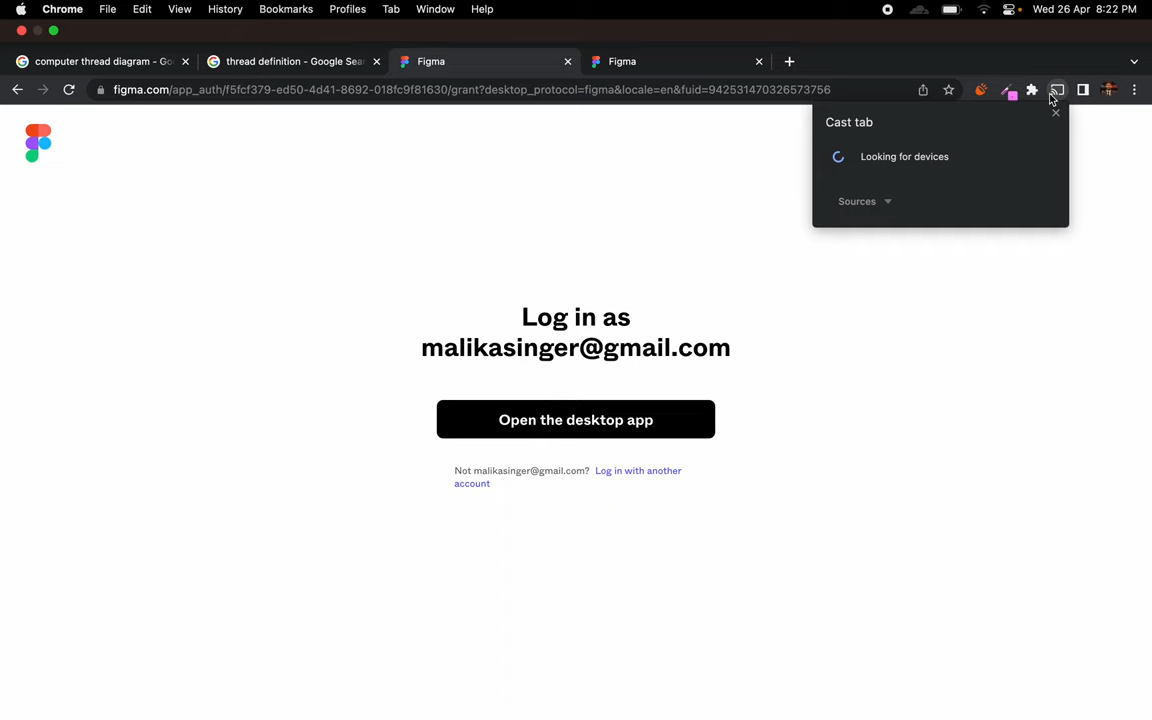 Chrome File Edit View History Bookmarks Profiles Tab Window Help Wed 26 Apr 8:22 PM
computer thread diagram - Go thread definition - Google Sea Figma Figma
figma.com/app_auth/f5fcf379-ed50-4d41-8692-018fc9f81630/grant?desktop_protocol=figma&locale=en&fuid=942531470326573756
Cast tab
Looking for devices
Sources
Log in as
malikasinger@gmail.com
Open the desktop app
Not malikasinger@gmail.com? Log in with another
account